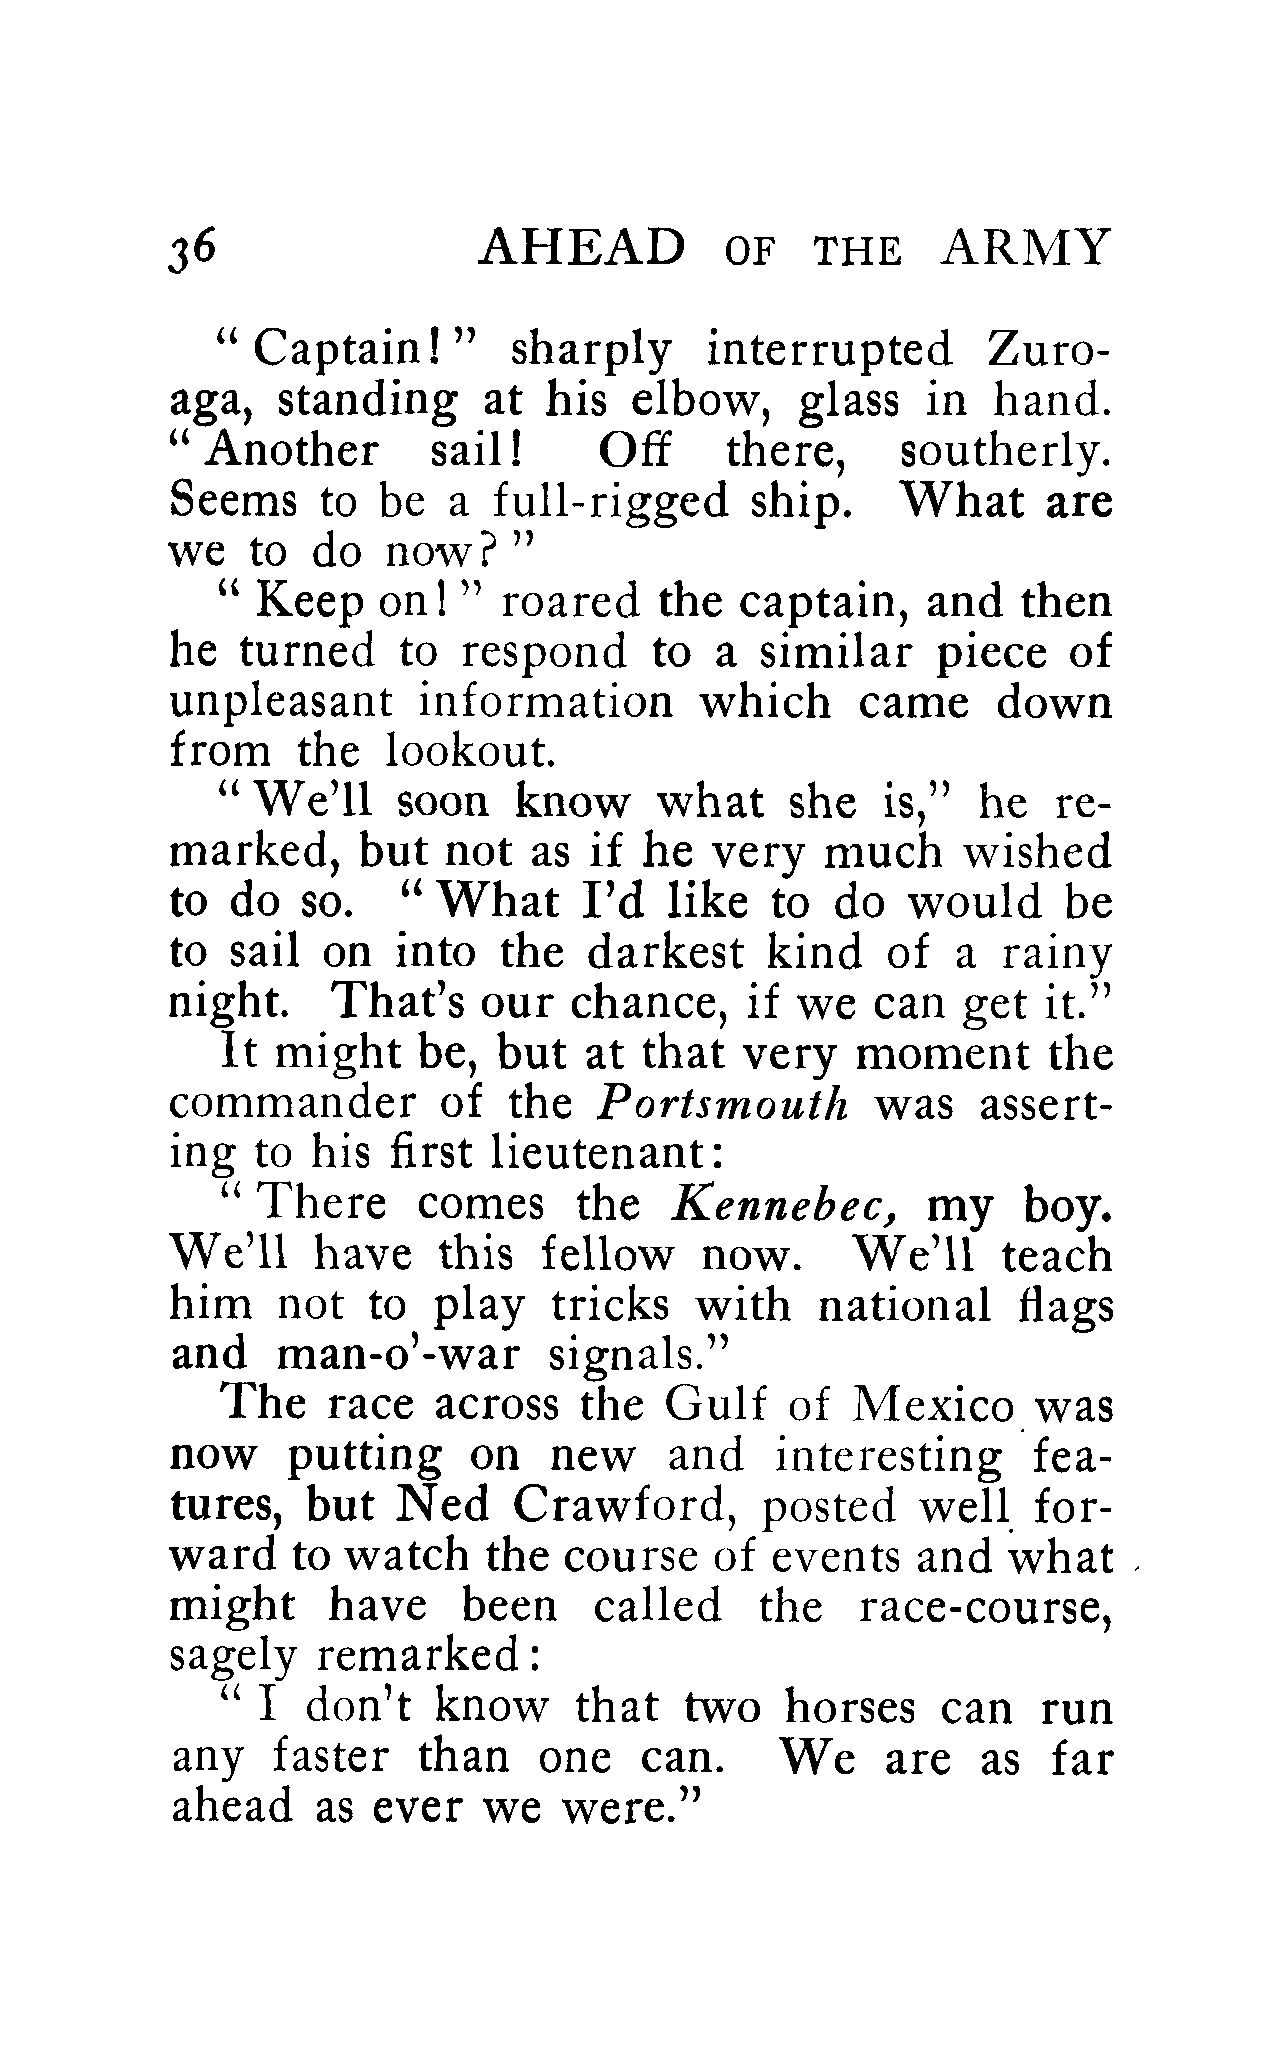 36 AHEAD OF THE ARMY
" Captain! " sharply interrupted Zuro-
aga, standing at his elbow, glass in hand.
" Another sail! Off there, southerly.
Seems to be a full-rigged ship. What are
we to do now? "
" Keep on! " roared the captain, and then
he turned to respond to a similar piece of
unpleasant information which came down
from the lookout.
" We'll soon know what she is," he re-
marked, but not as if he very much wished
to do so. " What I'd like to do would be
to sail on into the darkest kind of a rainy
night. That's our chance, if we can get it."
It might be, but at that very moment the
commander of the Portsmouth was assert-
ing to his first lieutenant:
" There comes the Kennebec, my boy.
We'll have this fellow now. We'll teach
him not to play tricks with national flags
and man-o'-war signals."
The race across the Gulf of Mexico was
now putting on new and interesting fea-
tures, but Ned Crawford, posted well for-
ward to watch the course of events and what
might have been called the race-course,
sagely remarked:
" I don't know that two horses can run
any faster than one can. We are as far
ahead as ever we were."